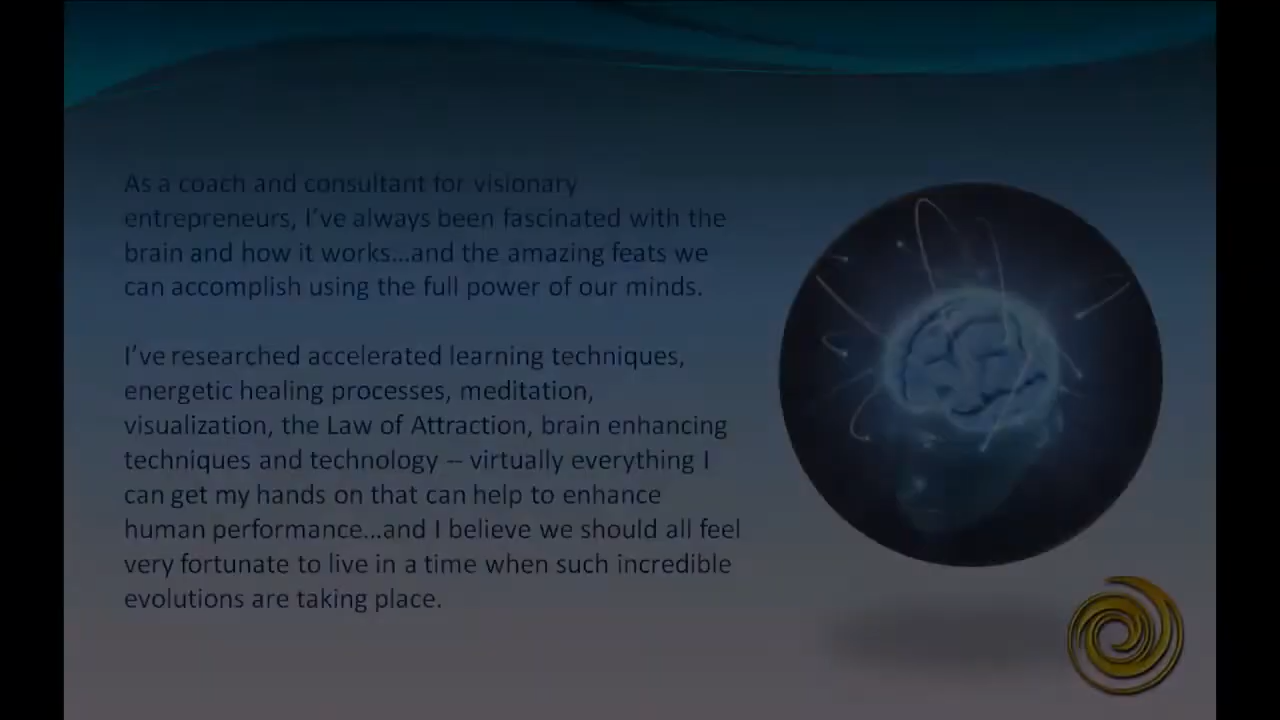 As a coach and consultant for visionary
entrepreneurs, I've always been fascinated with the
brain and how it works…and the amazing feats we
can accomplish using the full power of our minds.
I've researched accelerated learning techniques,
energetic healing processes, meditation,
visualization, the Law of Attraction, brain enhancing
techniques and technology -- virtually everything I
can get my hands on that can help to enhance
human performance…and I believe we should all feel
very fortunate to live in a time when such incredible
evolutions are taking place.